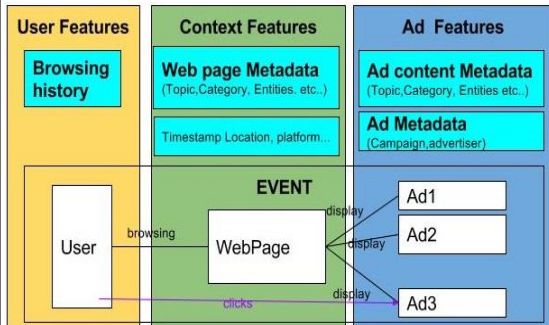 User Features
Context Features
Ad Features
Browsing
history
Web page Metadata
(Topic,Category, Entities. etc..)
Timestamp Location, platform...
Ad content Metadata
(Topic,Category, Entities etc..)
Ad Metadata
(Campaign,advertiser)
EVENT
User
browsing
WebPage
display
Ad1
display
Ad2
display
Ad3
clicks